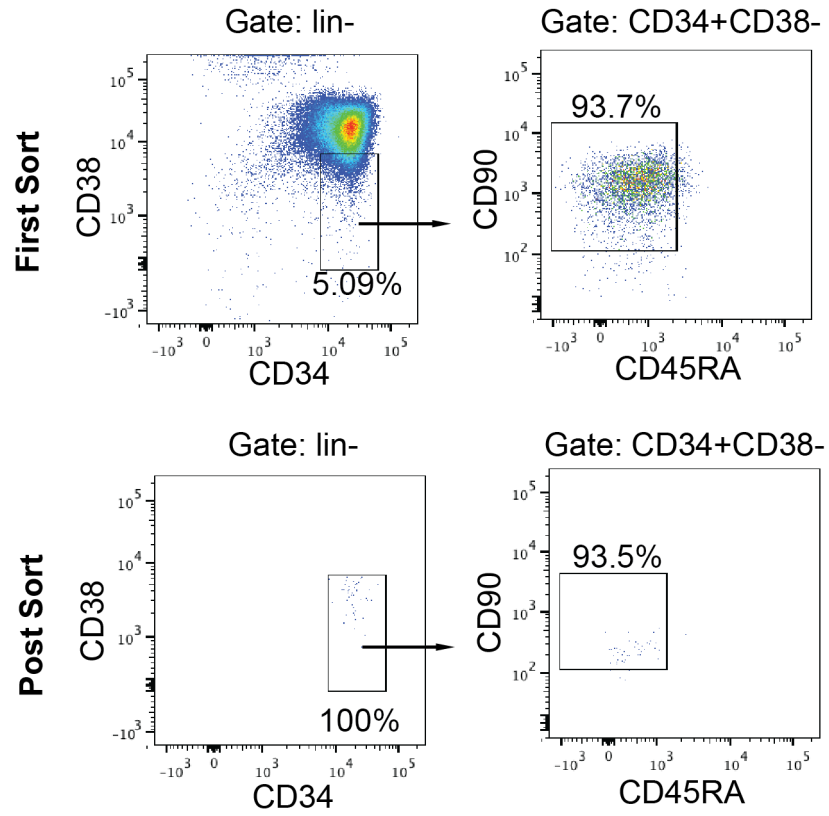 Gate: lin-
Gate: CD34+CD38-
First Sort
CD38
10^5
10^4
10^3
-10^3
5.09%
-10^3 0 10^3 10^4 10^5
CD34
93.7%
CD90
10^5
10^4
10^3
10^2
-10^3 0 10^3 10^4 10^5
CD45RA
Gate: lin-
Gate: CD34+CD38-
Post Sort
CD38
10^5
10^4
10^3
-10^3
100%
-10^3 0 10^3 10^4 10^5
CD34
93.5%
CD90
10^5
10^4
10^3
10^2
-10^3 0 10^3 10^4 10^5
CD45RA